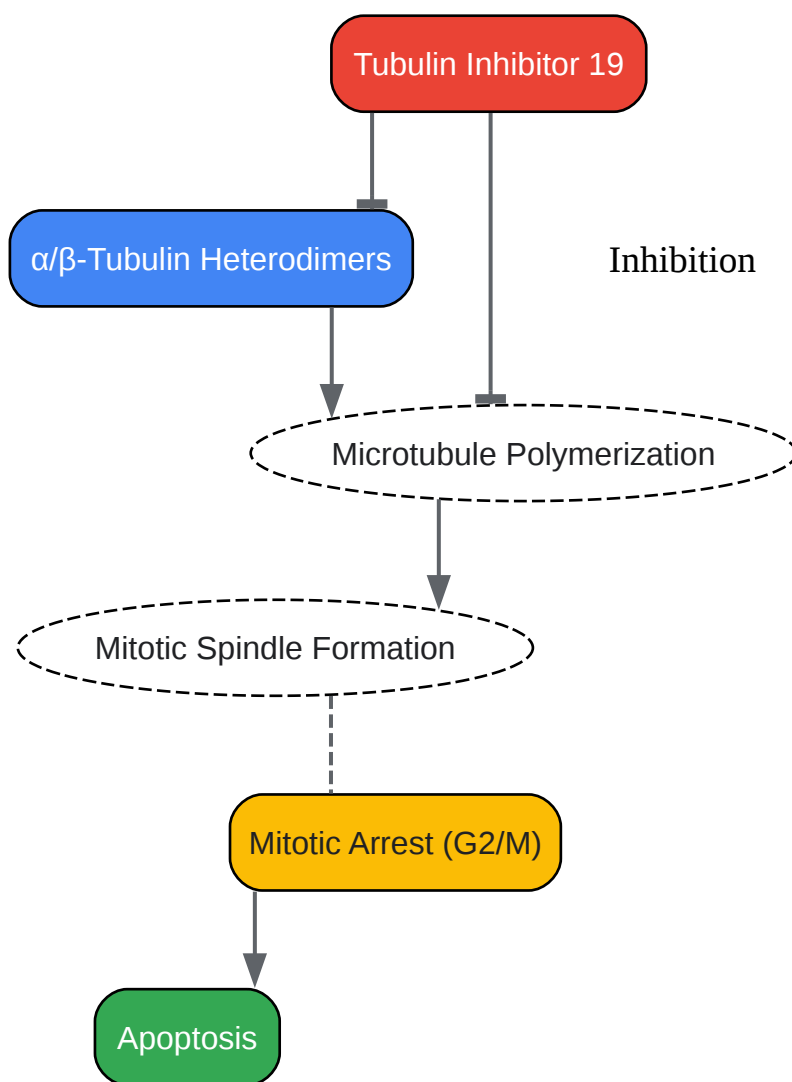 Tubulin Inhibitor 19
α/β-Tubulin Heterodimers
Inhibition
Microtubule Polymerization
Mitotic Spindle Formation
Mitotic Arrest (G2/M)
Apoptosis